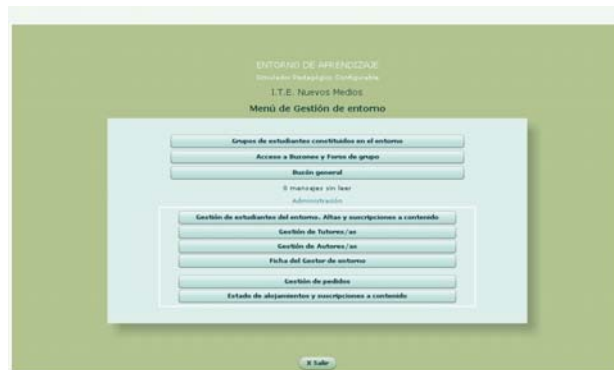 ENTORNO DE APRENDIZAJE
Simulador Pedagógico Configurable
I.T.E. Nuevos Medios
Menú de Gestión de entorno
Grupos de estudiantes constituidos en el entorno
Acceso a Buzones y Foros de grupo
Buzón general
0 mensajes sin leer
Administración
Gestión de estudiantes del entorno. Altas y suscripciones a contenido
Gestión de Tutores/as
Gestión de Autores/as
Ficha del Gestor de entorno
Gestión de pedidos
Estado de alojamientos y suscripciones a contenido
X Salir